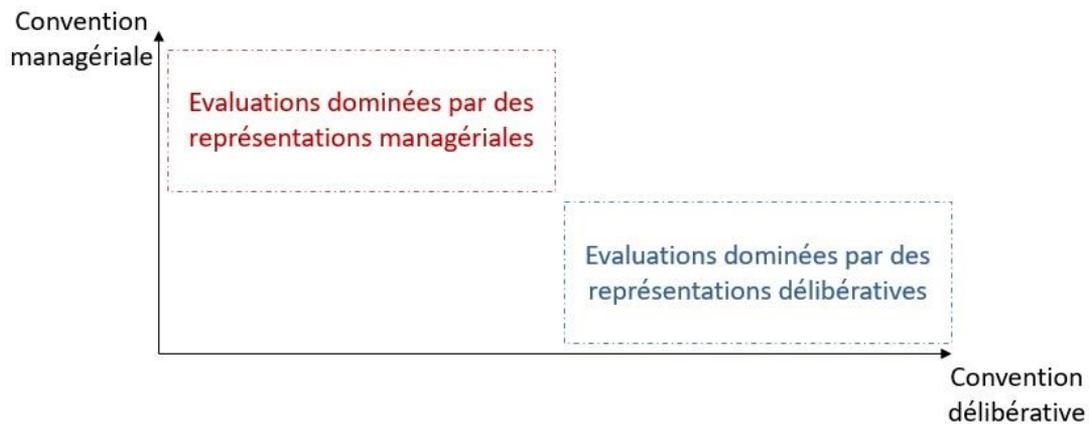 Convention
managériale
Evaluations dominées par des
représentations managériales
Evaluations dominées par des
représentations délibératives
Convention
délibérative